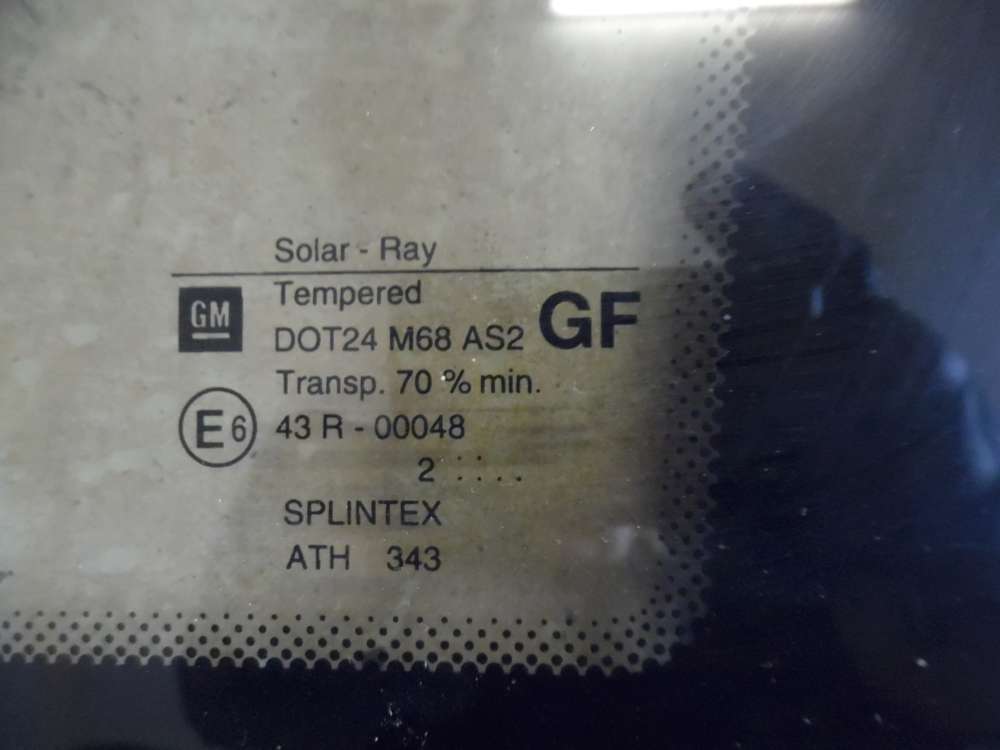 Solar - Ray
GM
Tempered
DOT24 M68 AS2 GF
Transp. 70 % min.
E6 43 R - 00048
2 ......
SPLINTEX
ATH 343